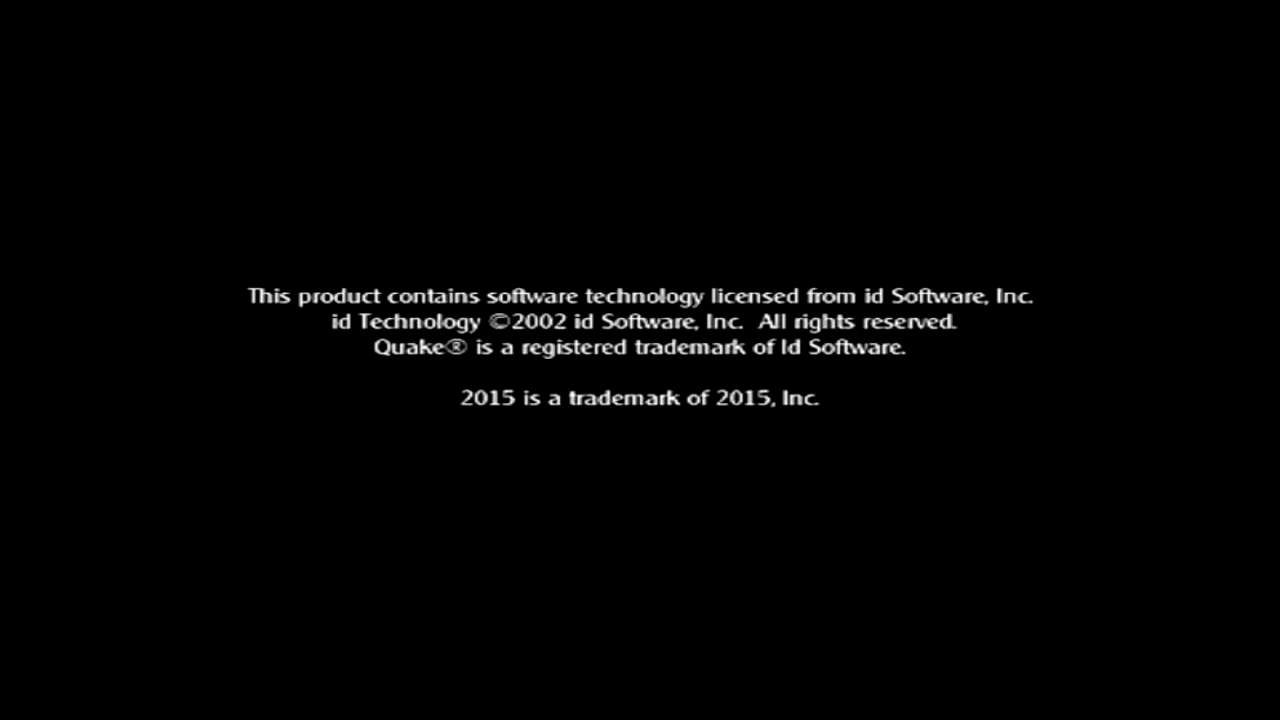 This product contains software technology licensed from id Software, Inc.
id Technology ©2002 id Software, Inc.  All rights reserved.
Quake® is a registered trademark of Id Software.
2015 is a trademark of 2015, Inc.